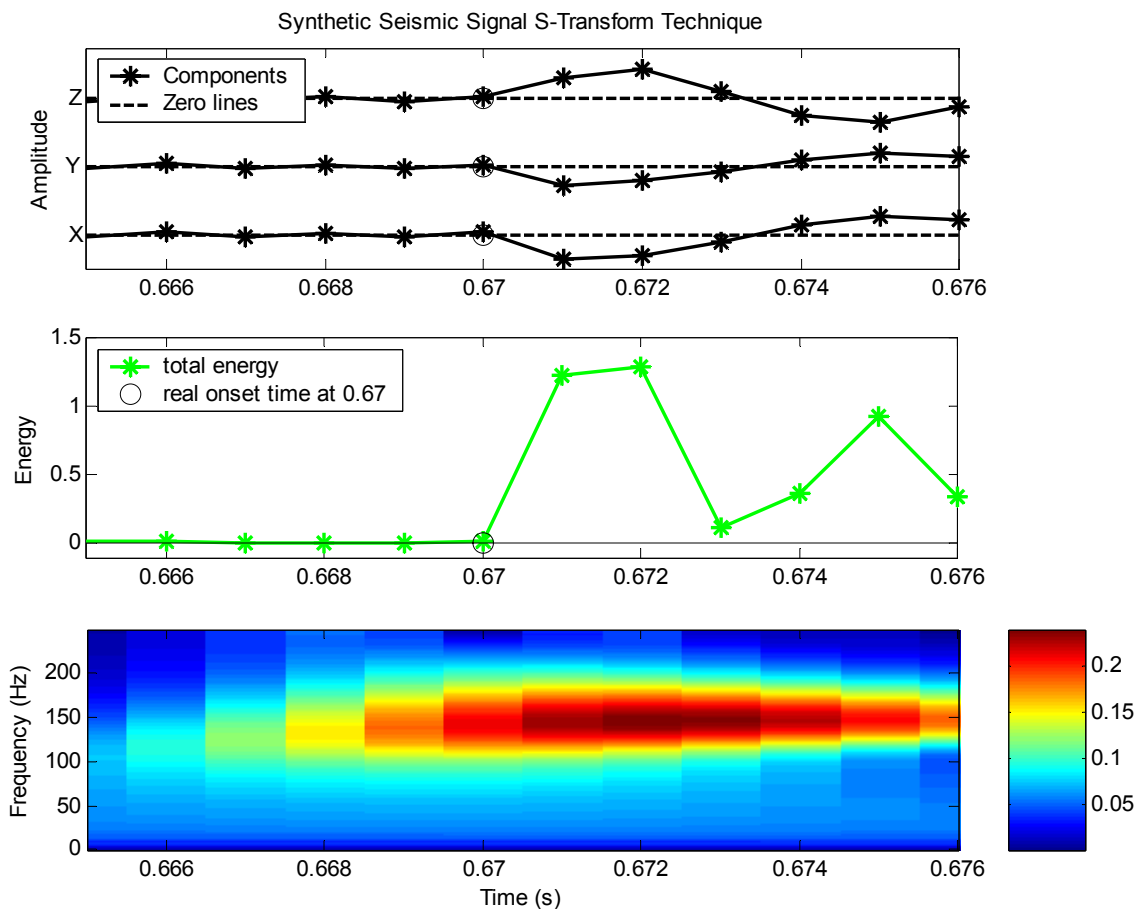 Synthetic Seismic Signal S-Transform Technique
Components
Zero lines
Z
Y
X
Amplitude
0.666 0.668 0.67 0.672 0.674 0.676
total energy
real onset time at 0.67
1.5
1
0.5
0
Energy
0.666 0.668 0.67 0.672 0.674 0.676
200
150
100
50
0
Frequency (Hz)
0.666 0.668 0.67 0.672 0.674 0.676
Time (s)
0.2
0.15
0.1
0.05